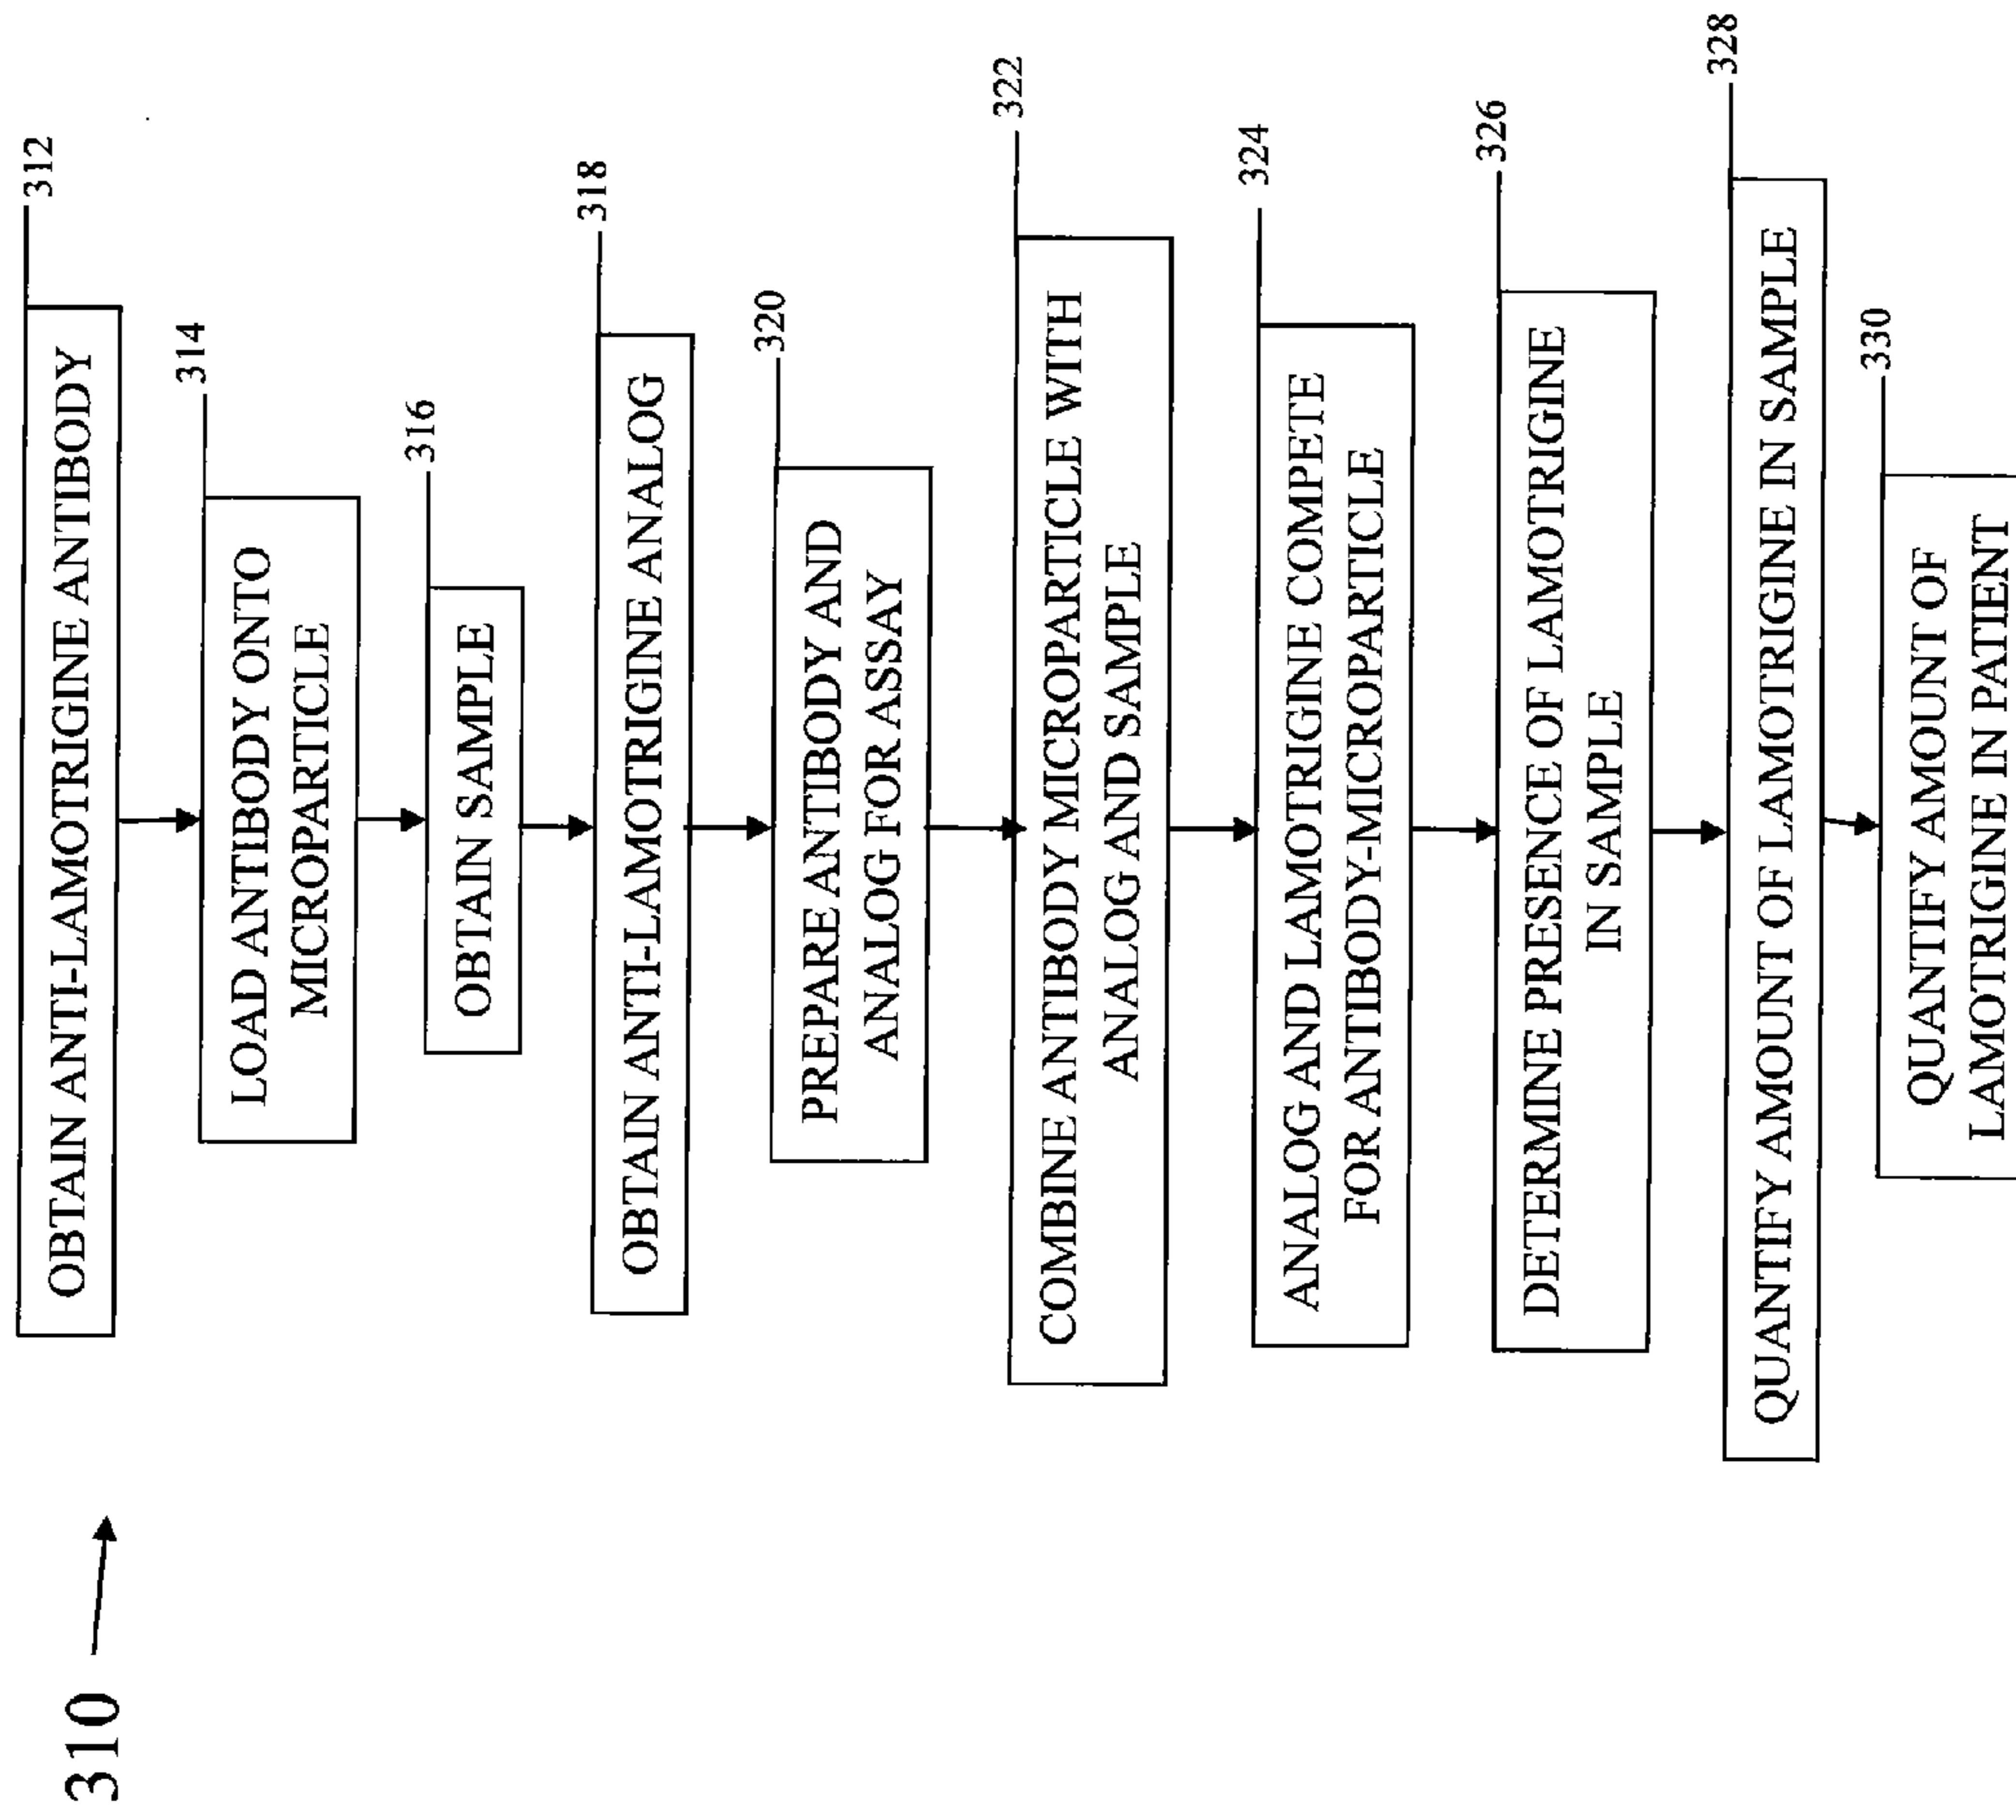 310
312
OBTAIN ANTI-LAMOTRIGINE ANTIBODY
314
LOAD ANTIBODY ONTO
MICROPARTICLE
316
OBTAIN SAMPLE
318
OBTAIN ANTI-LAMOTRIGINE ANALOG
320
PREPARE ANTIBODY AND
ANALOG FOR ASSAY
322
COMBINE ANTIBODY MICROPARTICLE WITH
ANALOG AND SAMPLE
324
ANALOG AND LAMOTRIGINE COMPETE
FOR ANTIBODY-MICROPARTICLE
326
DETERMINE PRESENCE OF LAMOTRIGINE
IN SAMPLE
328
QUANTIFY AMOUNT OF LAMOTRIGINE IN SAMPLE
330
QUANTIFY AMOUNT OF
LAMOTRIGINE IN PATIENT